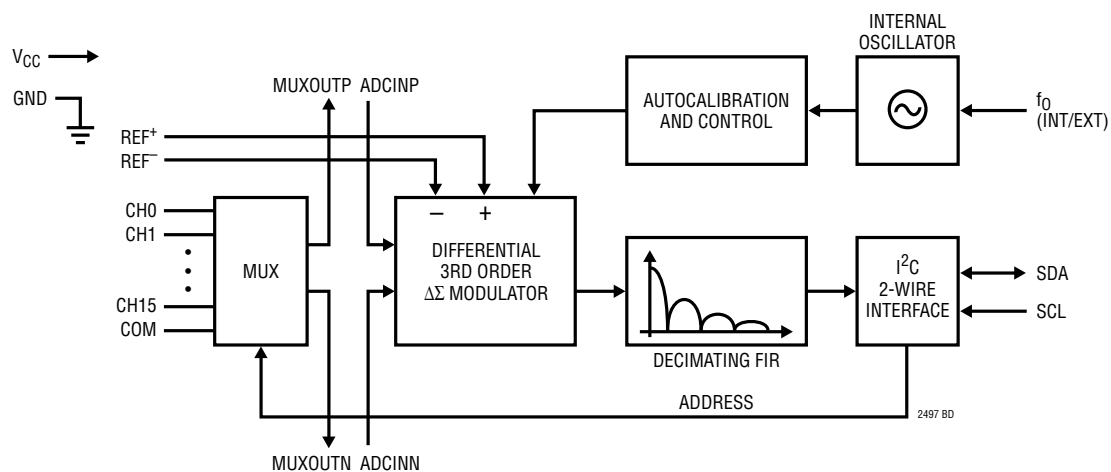 INTERNAL
OSCILLATOR
VCC
GND
MUXOUTP ADCINP
AUTOCALIBRATION
AND CONTROL
fO
(INT/EXT)
REF+
REF–
CH0
CH1
CH15
COM
MUX
– +
DIFFERENTIAL
3RD ORDER
ΔΣ MODULATOR
DECIMATING FIR
I2C
2-WIRE
INTERFACE
SDA
SCL
ADDRESS
2497 BD
MUXOUTN ADCINN